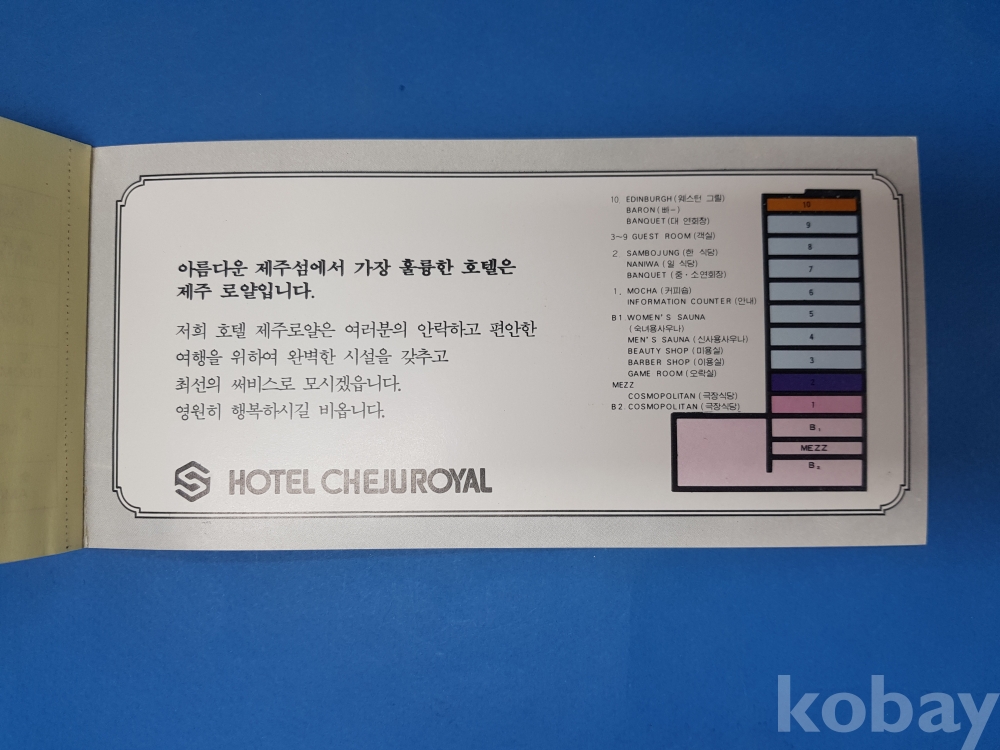 아름다운 제주섬에서 가장 훌륭한 호텔은
제주 로얄입니다.
저희 호텔 제주로얄은 여러분의 안락하고 편안한
여행을 위하여 완벽한 시설을 갖추고
최선의 써비스로 모시겠읍니다.
영원히 행복하시길 비옵니다.
HOTEL CHEJUROYAL
10 EDINBURGH (웨스턴 그릴)
BARON (빠-)
BANQUET (대 연회장)
3~9 GUEST ROOM (객실)
2 SAMBOJUNG (한 식당)
NANIWA (일 식당)
BANQUET (중·소연회장)
1. MOCHA (커피숍)
INFORMATION COUNTER (안내)
B1 WOMEN'S SAUNA
(숙녀용사우나)
MEN'S SAUNA (신사용사우나)
BEAUTY SHOP (미용실)
BARBER SHOP (이용실)
GAME ROOM (오락실)
MEZZ
COSMOPOLITAN (극장식당)
B2 COSMOPOLITAN (극장식당)
10
9
8
7
6
5
4
3
2
1
B₁
MEZZ
B₂
kobay